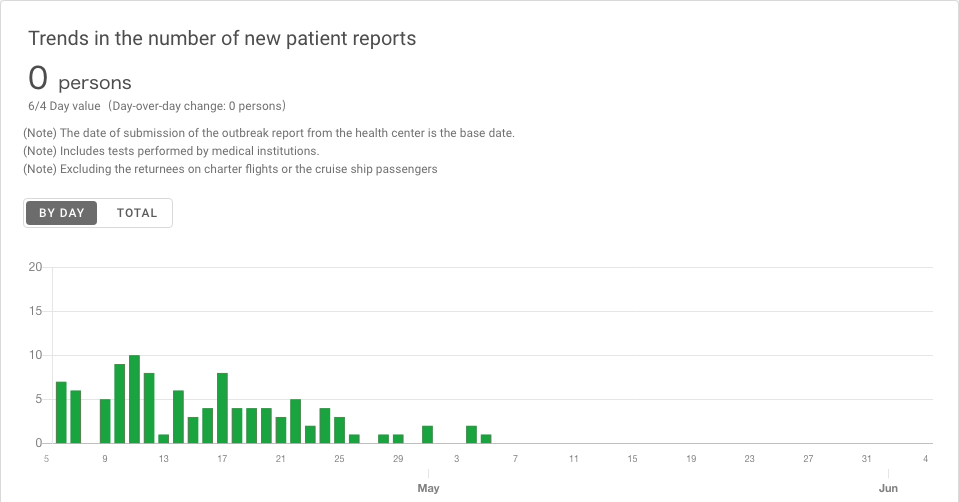 Trends in the number of new patient reports
0 persons
6/4 Day value（Day-over-day change: 0 persons）
(Note) The date of submission of the outbreak report from the health center is the base date.
(Note) Includes tests performed by medical institutions.
(Note) Excluding the returnees on charter flights or the cruise ship passengers
BY DAY TOTAL
20
15
10
5
0
5 9 13 17 21 25 29 3 7 11 15 19 23 27 31 4
May Jun